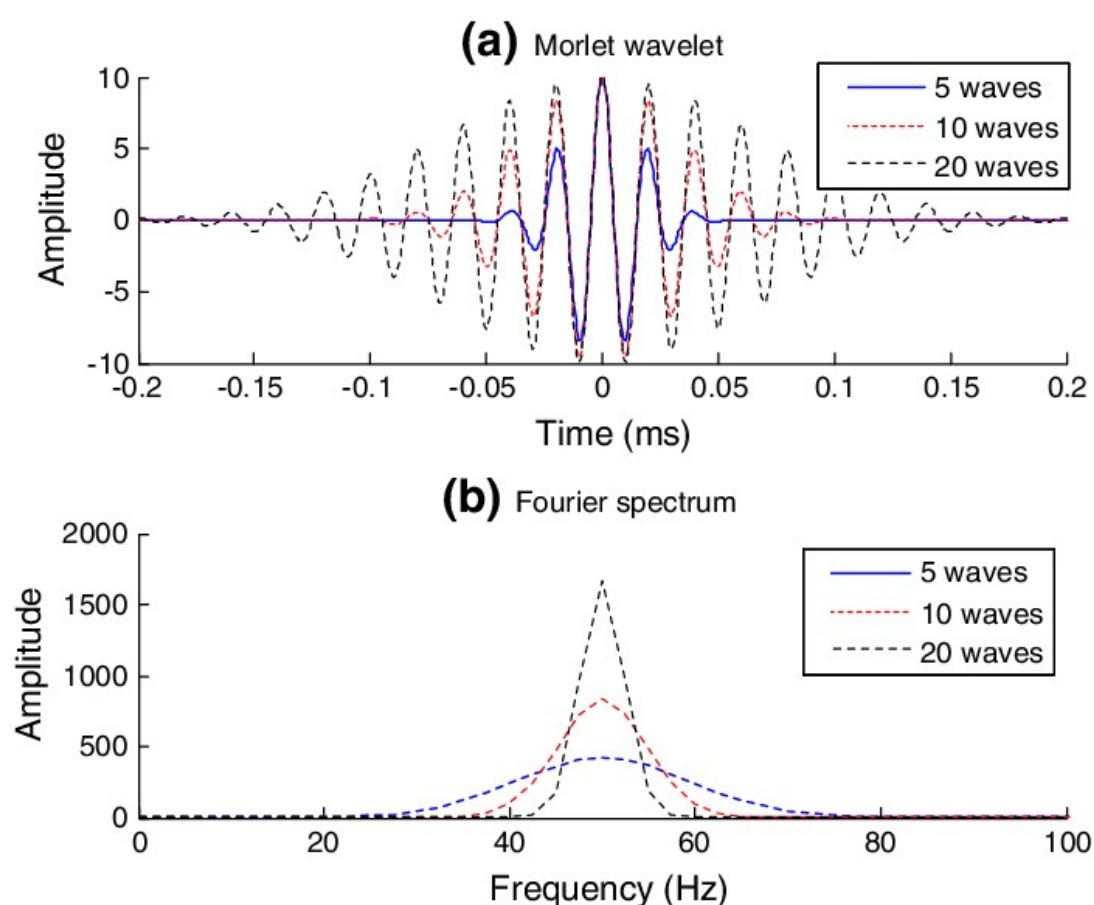 (a) Morlet wavelet
10
5
0
-5
-10
Amplitude
5 waves
10 waves
20 waves
-0.2 -0.15 -0.1 -0.05 0 0.05 0.1 0.15 0.2
Time (ms)
(b) Fourier spectrum
2000
1500
1000
500
0
Amplitude
5 waves
10 waves
20 waves
0 20 40 60 80 100
Frequency (Hz)